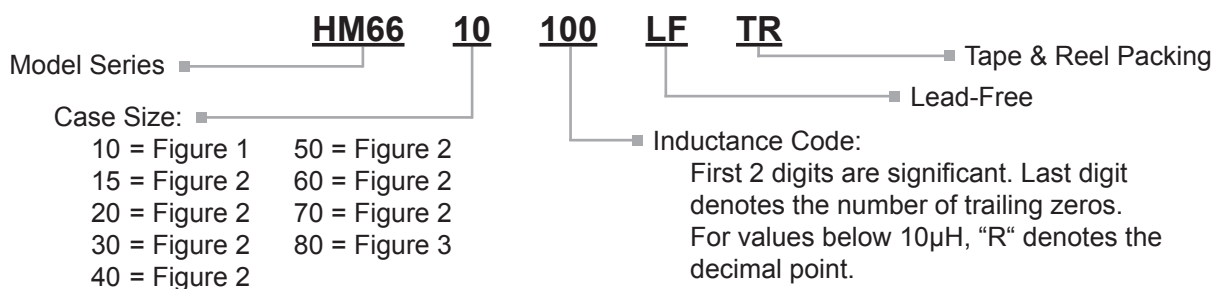 HM66 10 100 LF TR
Model Series
Tape & Reel Packing
Lead-Free
Case Size:
10 = Figure 1 50 = Figure 2
15 = Figure 2 60 = Figure 2
20 = Figure 2 70 = Figure 2
30 = Figure 2 80 = Figure 3
40 = Figure 2
Inductance Code:
First 2 digits are significant. Last digit
denotes the number of trailing zeros.
For values below 10µH, “R“ denotes the
decimal point.